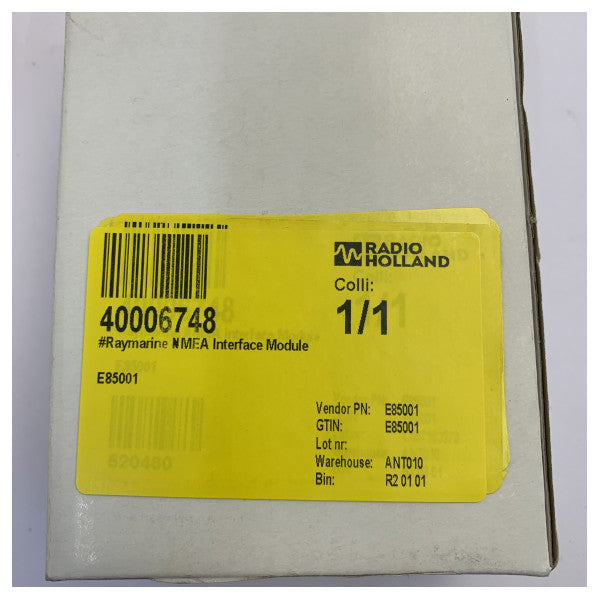 RADIO
HOLLAND
Colli:
1/1
40006748
#Raymarine NMEA Interface Module
E85001
Vendor PN: E85001
GTIN: E85001
Lot nr:
Warehouse: ANT010
Bin: R2 01 01
E85001
520480